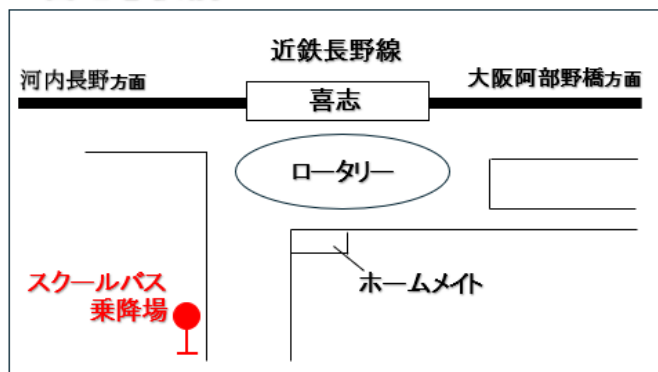 近鉄長野線
河内長野方面
大阪阿部野橋方面
喜志
ロータリー
スクールバス
乗降場
ホームメイト